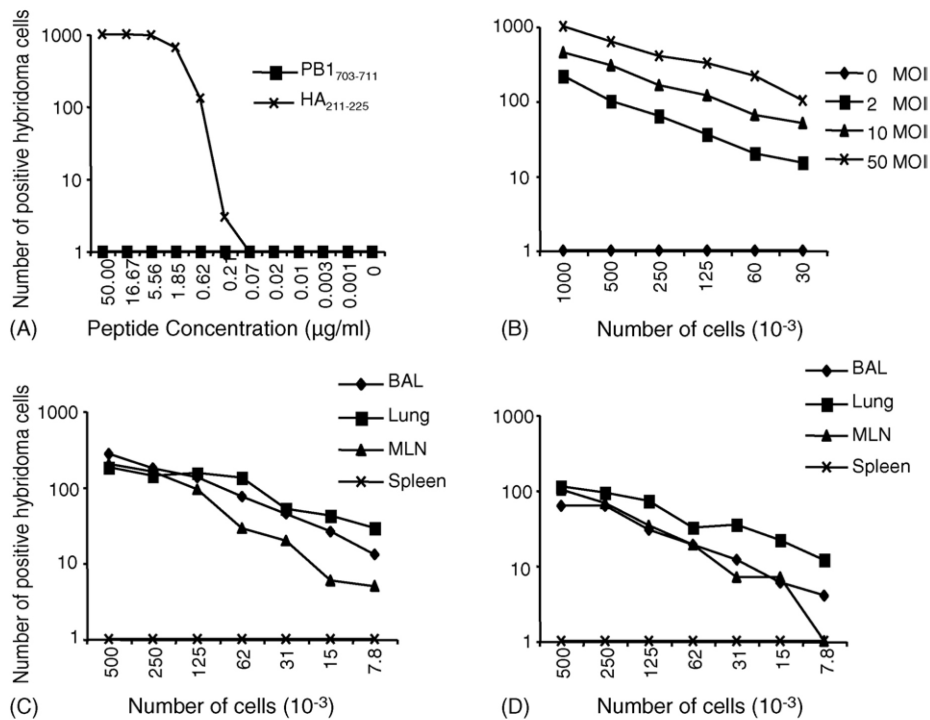 Number of positive hybridoma cells
1000
100
10
1
PB1703-711
HA211-225
50.00
16.67
5.56
1.85
0.62
0.21
0.07
0.02
0.01
0.003
0.001
0
(A)
Peptide Concentration (µg/ml)
1000
100
10
1
0 MOI
2 MOI
10 MOI
50 MOI
1000
500
250
125
60
30
(B)
Number of cells (10-3)
Number of positive hybridoma cells
BAL
Lung
MLN
Spleen
1000
100
10
1
500
250
125
62
31
15
7.8
(C)
Number of cells (10-3)
BAL
Lung
MLN
Spleen
1000
100
10
1
500
250
125
62
31
15
7.8
(D)
Number of cells (10-3)